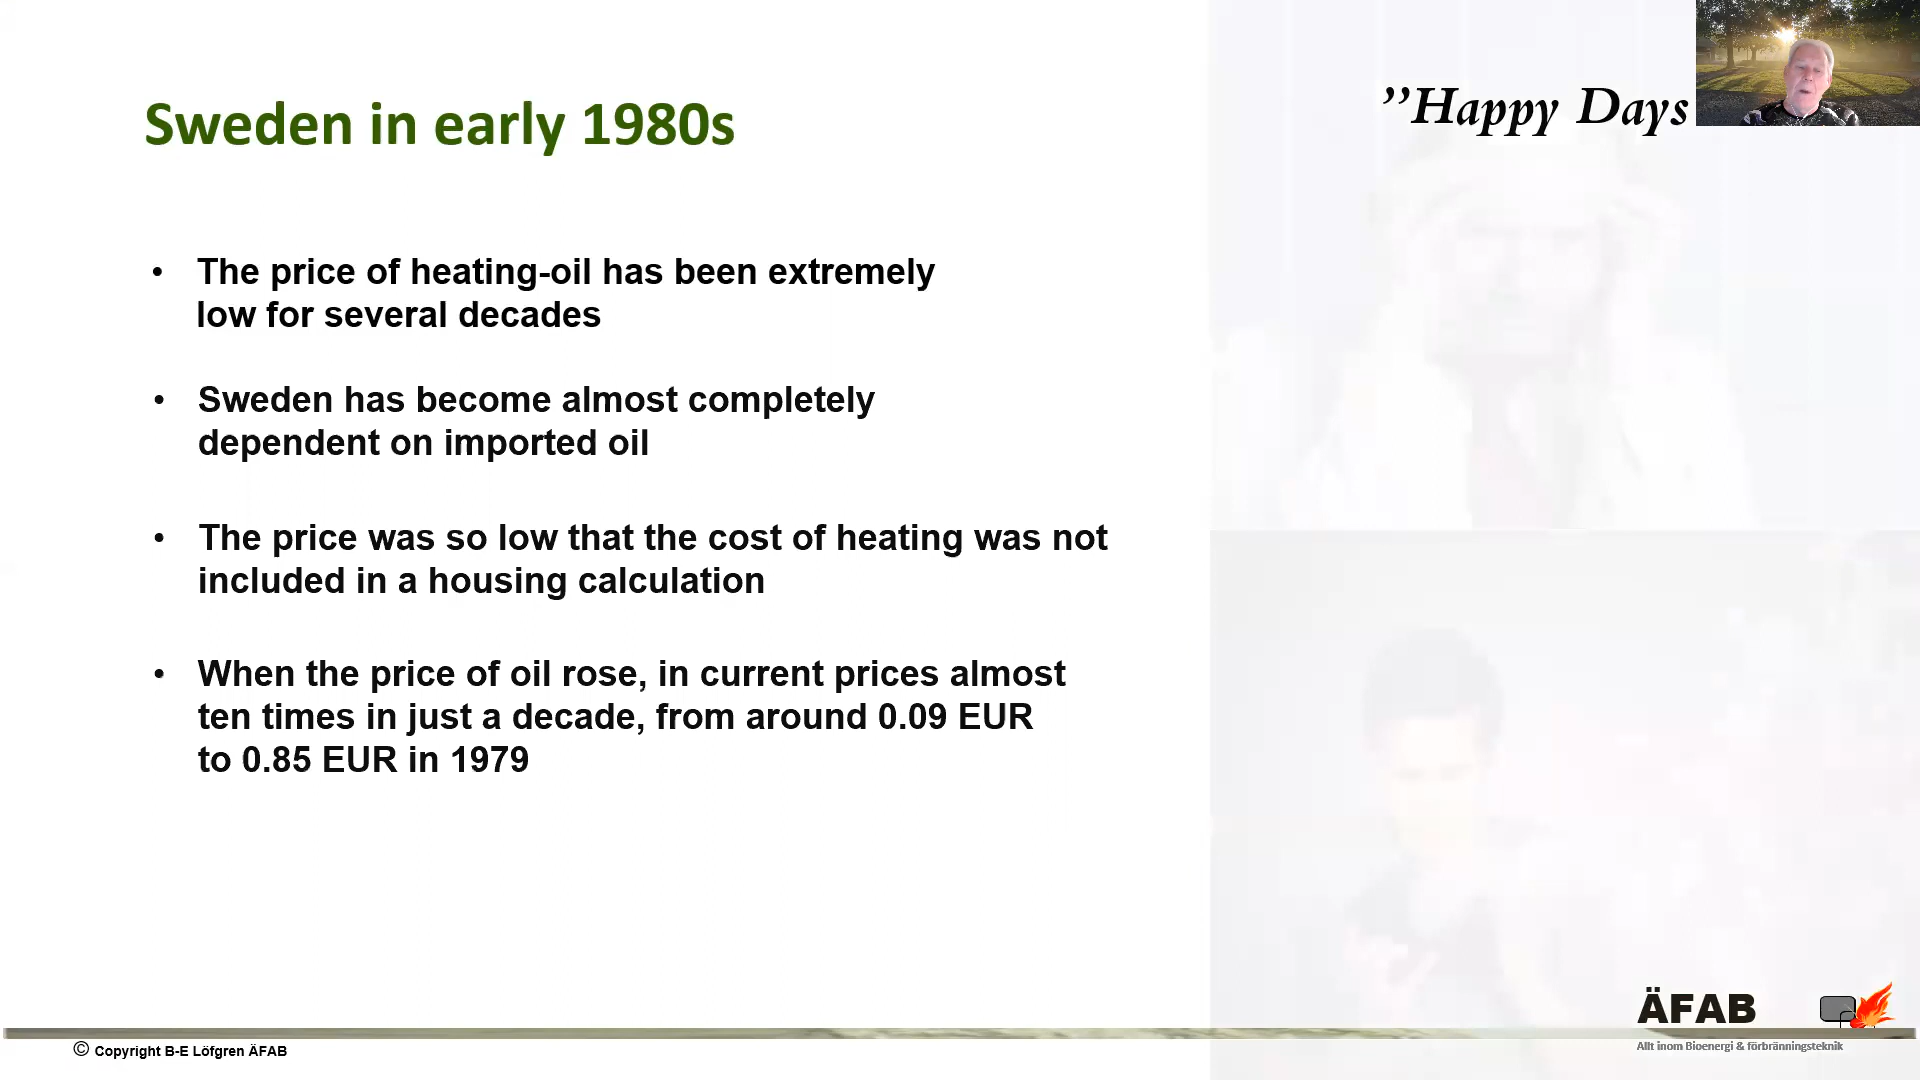 Sweden in early 1980s
”Happy Days
• The price of heating-oil has been extremely
low for several decades
• Sweden has become almost completely
dependent on imported oil
• The price was so low that the cost of heating was not
included in a housing calculation
• When the price of oil rose, in current prices almost
ten times in just a decade, from around 0.09 EUR
to 0.85 EUR in 1979
ÄFAB
Allt inom Bioenergi & förbränningsteknik
© Copyright B-E Löfgren ÄFAB